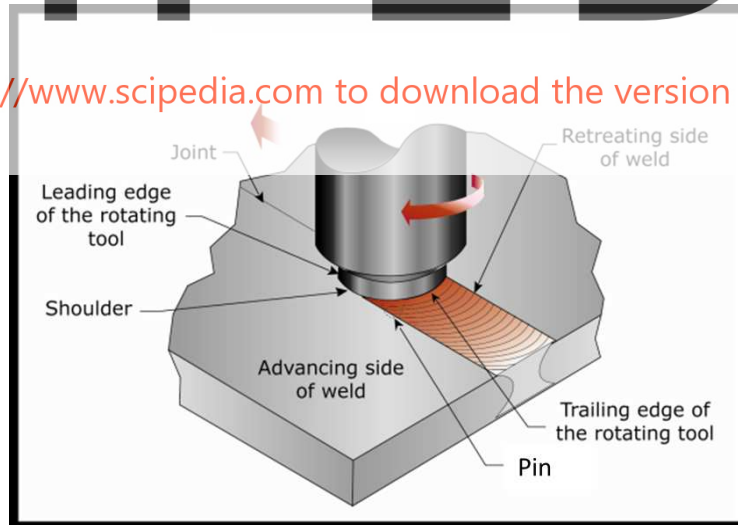 //www.scipedia.com to download the version
Joint
Retreating side
of weld
Leading edge
of the rotating
tool
Shoulder
Advancing side
of weld
Trailing edge of
the rotating tool
Pin